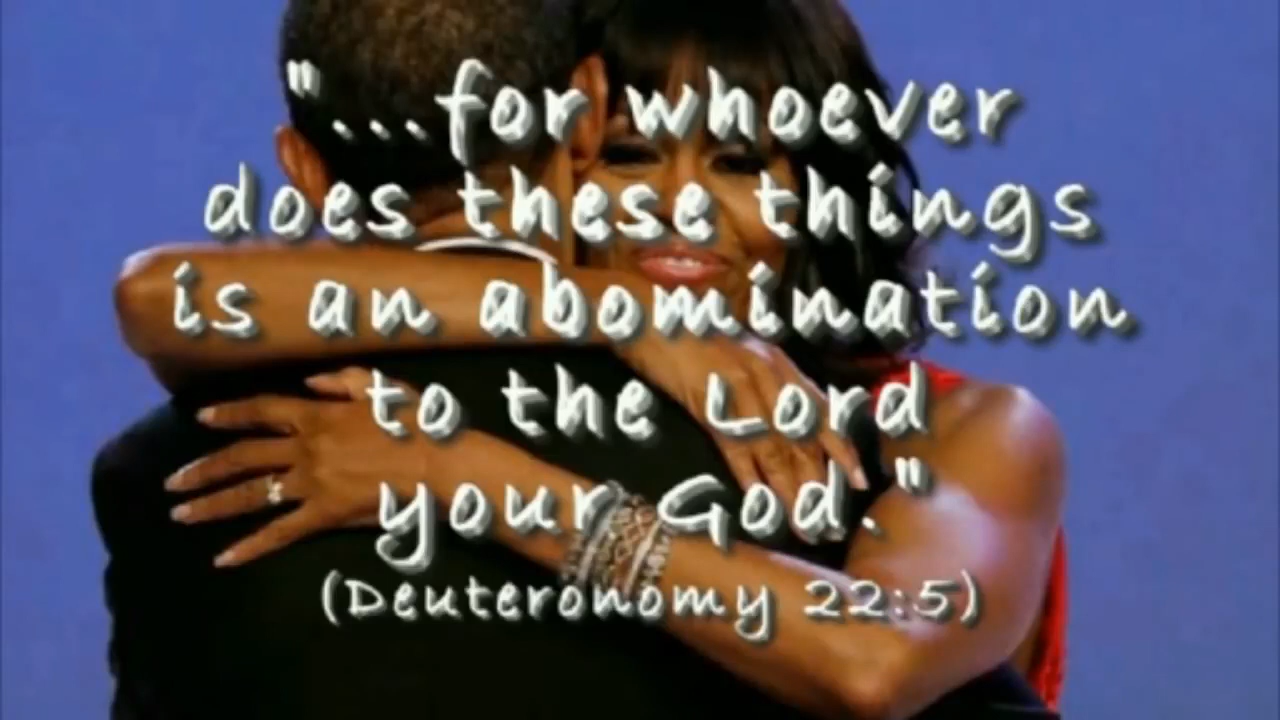 "...for whoever
does these things
is an abomination
to the Lord
your God."
(Deuteronomy 22:5)